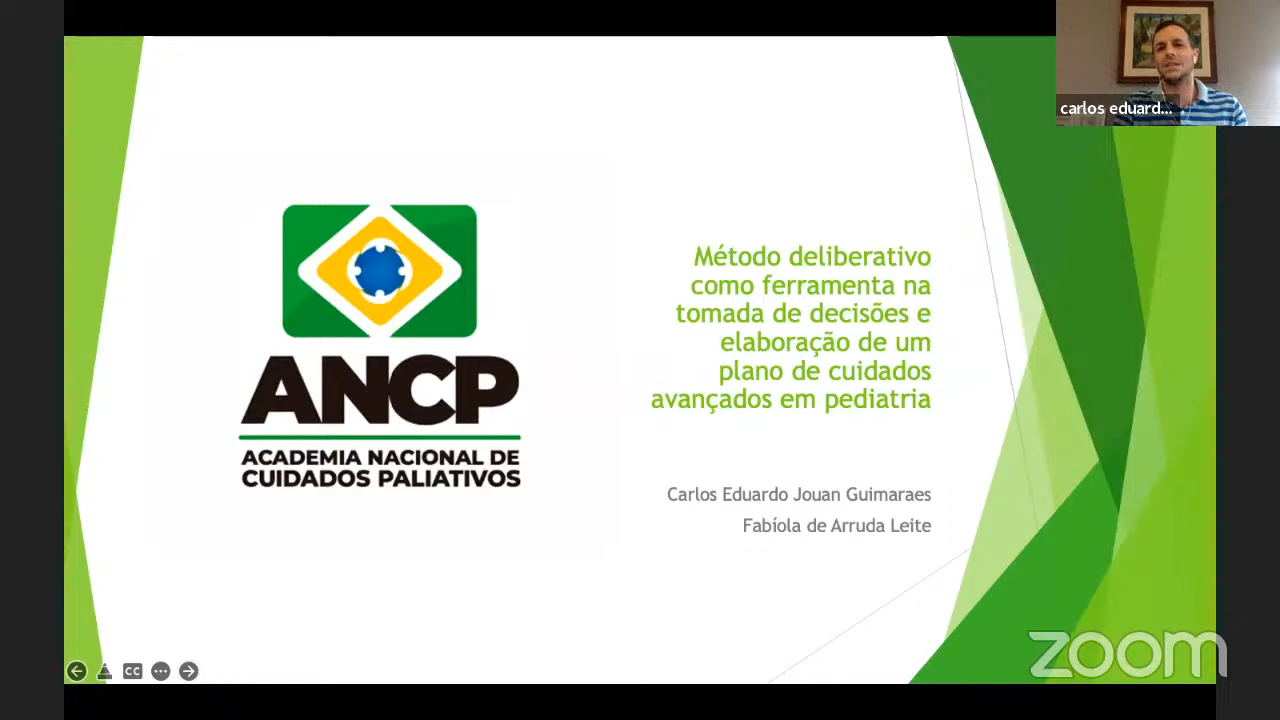 carlos eduard...
Método deliberativo
como ferramenta na
tomada de decisões e
elaboração de um
plano de cuidados
avançados em pediatria
ANCP
ACADEMIA NACIONAL DE
CUIDADOS PALIATIVOS
Carlos Eduardo Jouan Guimaraes
Fabíola de Arruda Leite
CC
zoom